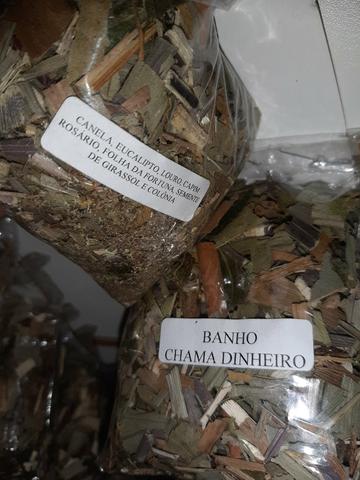 CANELA, EUCALIPTO, LOURO, CAPIM
ROSÁRIO, FOLHA DA FORTUNA, SEMENTE
DE GIRASSOL E COLÔNIA
BANHO
CHAMA DINHEIRO